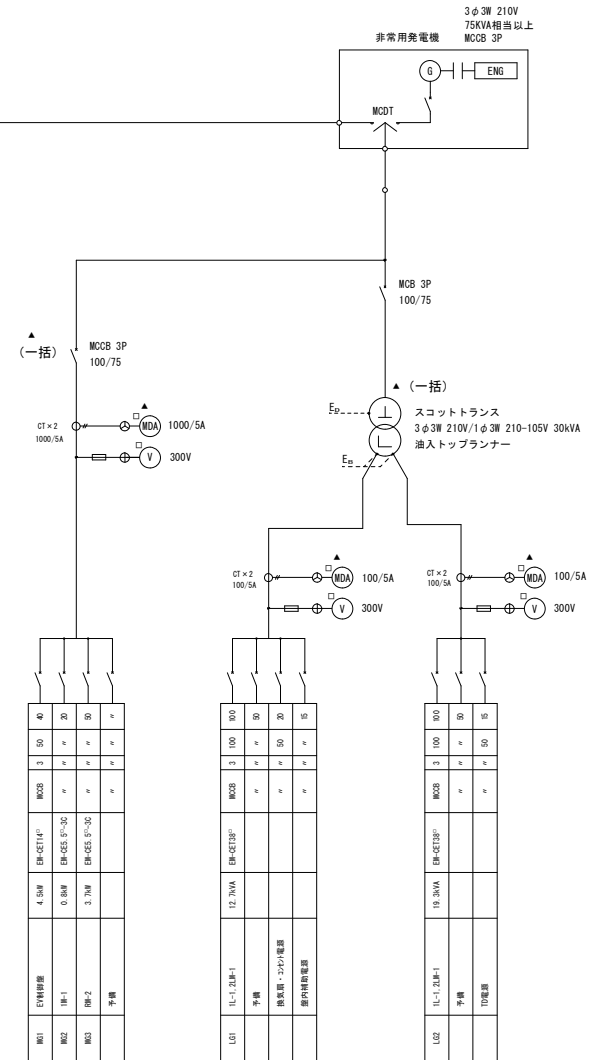 3φ3W 210V
75KVA相当以上
非常用発電機 MCCB 3P
G
ENG
MCDT
MCB 3P
100/75
▲
(一括)
MCCB 3P
100/75
▲ (一括)
スコットトランス
3φ3W 210V/1φ3W 210-105V 30kVA
油入トップランナー
ED
EB
CT×2
1000/5A
▲
□
MDA 1000/5A
□
V 300V
CT×2
100/5A
▲
□
MDA 100/5A
□
V 300V
CT×2
100/5A
▲
□
MDA 100/5A
□
V 300V
MG1 EV制御盤 4.5kW EM-CET14□ MCCB 3 50 40
MG2 1M-1 0.8kW EM-CE5.5□-3C 〃 〃 〃 20
MG3 RM-2 3.7kW EM-CE5.5□-3C 〃 〃 〃 50
予備 〃 〃 〃 〃
LG1 1L-1,2LM-1 12.7kVA EM-CET38□ MCCB 3 100 100
予備 〃 〃 〃 50
換気扇・コンセント電源 〃 〃 50 20
盤内補助電源 〃 〃 〃 15
LG2 1L-1,2LM-1 19.3kVA EM-CET38□ MCCB 3 100 100
予備 〃 〃 〃 50
TD電源 〃 〃 50 15